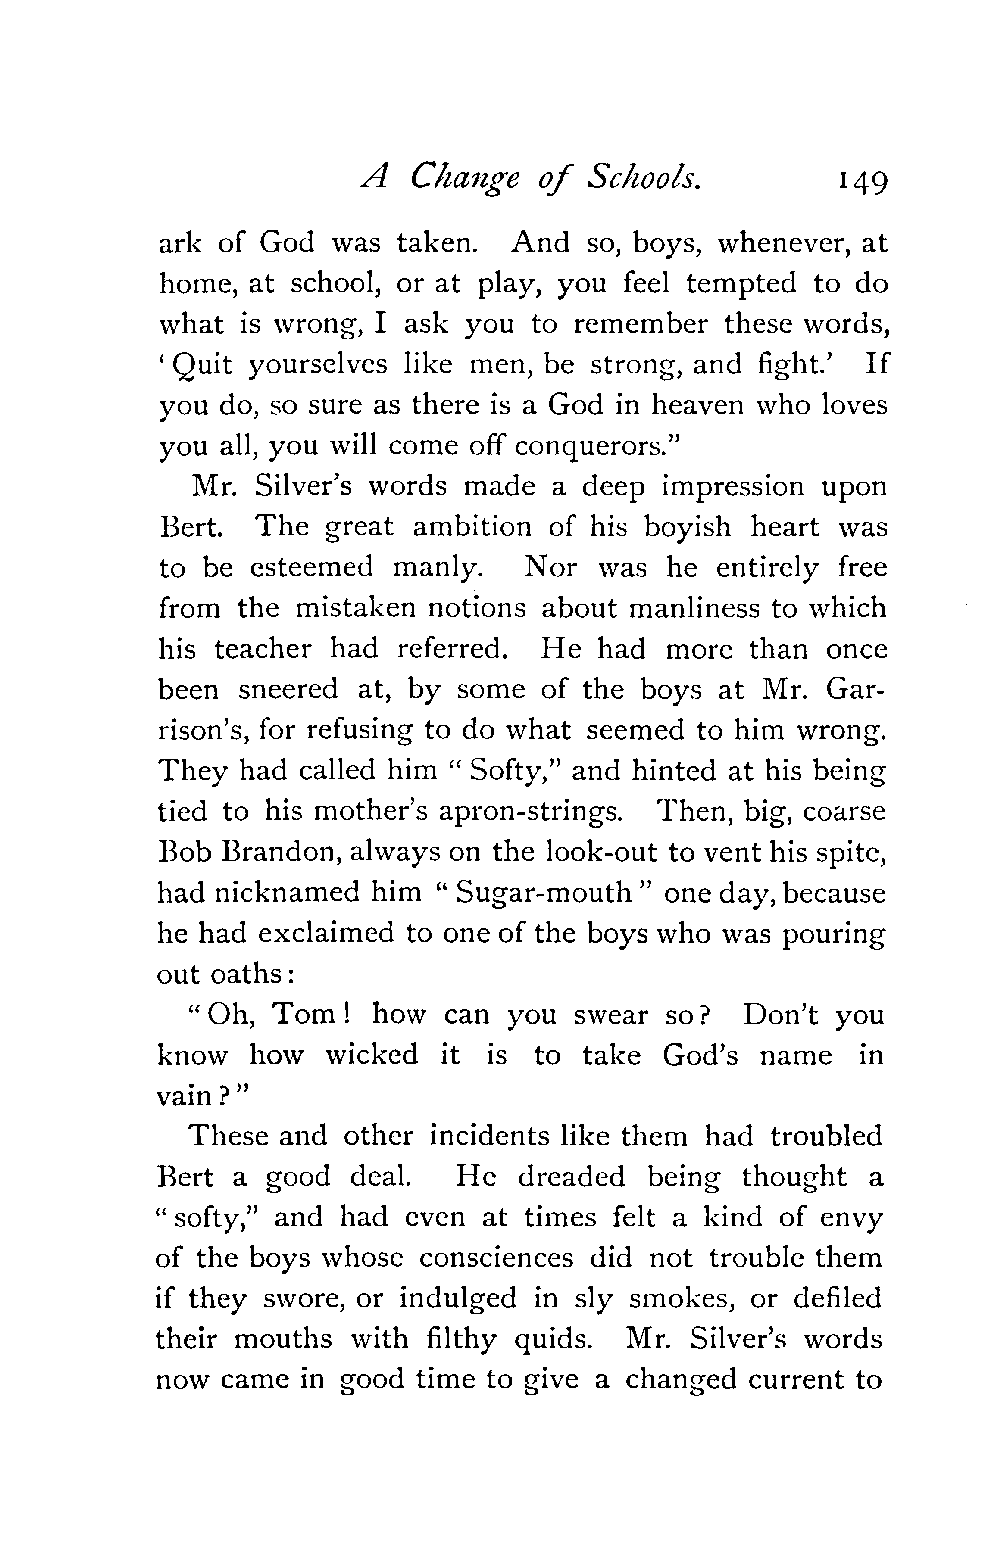 A Change of Schools. 149
ark of God was taken. And so, boys, whenever, at
home, at school, or at play, you feel tempted to do
what is wrong, I ask you to remember these words,
‘ Quit yourselves like men, be strong, and fight.’ If
you do, so sure as there is a God in heaven who loves
you all, you will come off conquerors.”
Mr. Silver’s words made a deep impression upon
Bert. The great ambition of his boyish heart was
to be esteemed manly. Nor was he entirely free
from the mistaken notions about manliness to which
his teacher had referred. He had more than once
been sneered at, by some of the boys at Mr. Gar-
rison’s, for refusing to do what seemed to him wrong.
They had called him “ Softy,” and hinted at his being
tied to his mother’s apron-strings. Then, big, coarse
Bob Brandon, always on the look-out to vent his spite,
had nicknamed him “ Sugar-mouth ” one day, because
he had exclaimed to one of the boys who was pouring
out oaths :
“ Oh, Tom ! how can you swear so ? Don’t you
know how wicked it is to take God’s name in
vain ? ”
These and other incidents like them had troubled
Bert a good deal. He dreaded being thought a
“ softy,” and had even at times felt a kind of envy
of the boys whose consciences did not trouble them
if they swore, or indulged in sly smokes, or defiled
their mouths with filthy quids. Mr. Silver’s words
now came in good time to give a changed current to